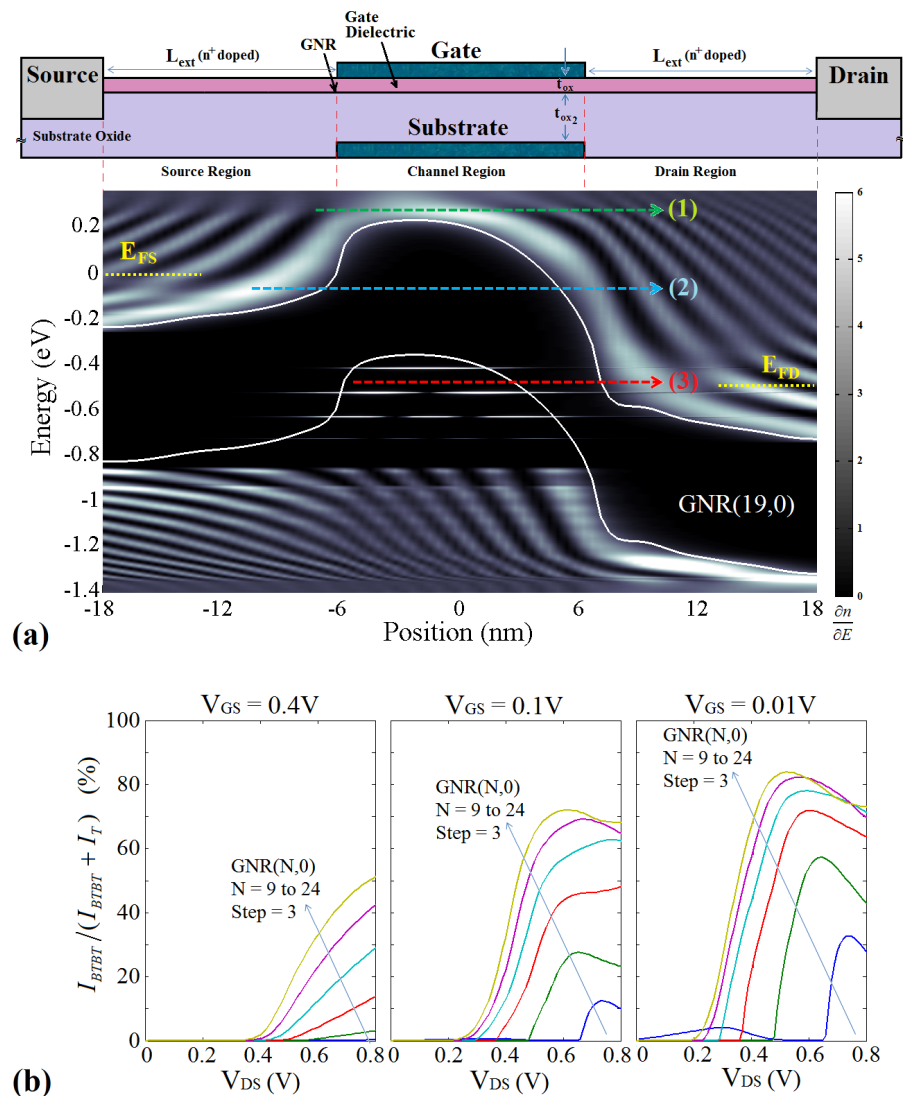 L_ext (n⁺ doped)
Gate Dielectric
GNR
Gate
L_ext (n⁺ doped)
Source
Drain
t_ox
t_ox₂
Substrate Oxide
Substrate
Source Region
Channel Region
Drain Region
Energy (eV)
0.2
0
-0.2
-0.4
-0.6
-0.8
-1
-1.2
-1.4
E_FS
(1)
(2)
(3)
E_FD
GNR(19,0)
6
5
4
3
2
1
0
∂n/∂E
-18
-12
-6
0
6
12
18
Position (nm)
(a)
V_GS = 0.4V
V_GS = 0.1V
V_GS = 0.01V
I_BTBT/(I_BTBT + I_T) (%)
100
80
60
40
20
0
GNR(N,0)
N = 9 to 24
Step = 3
GNR(N,0)
N = 9 to 24
Step = 3
GNR(N,0)
N = 9 to 24
Step = 3
0 0.2 0.4 0.6 0.8
0 0.2 0.4 0.6 0.8
0 0.2 0.4 0.6 0.8
V_DS (V)
V_DS (V)
V_DS (V)
(b)